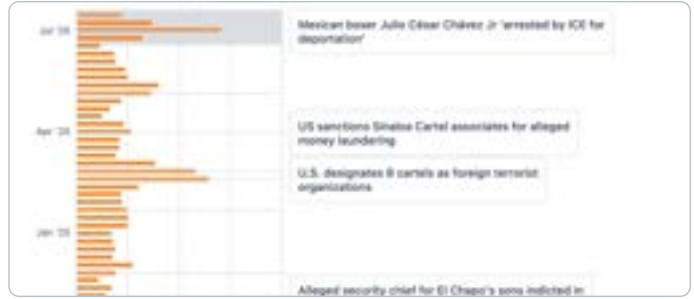 Jul '25
Mexican boxer Julio César Chávez Jr 'arrested by ICE for
deportation'
Apr '25
US sanctions Sinaloa Cartel associates for alleged
money laundering
U.S. designates 8 cartels as foreign terrorist
organizations
Jan '25
Alleged security chief for El Chapo's sons indicted in